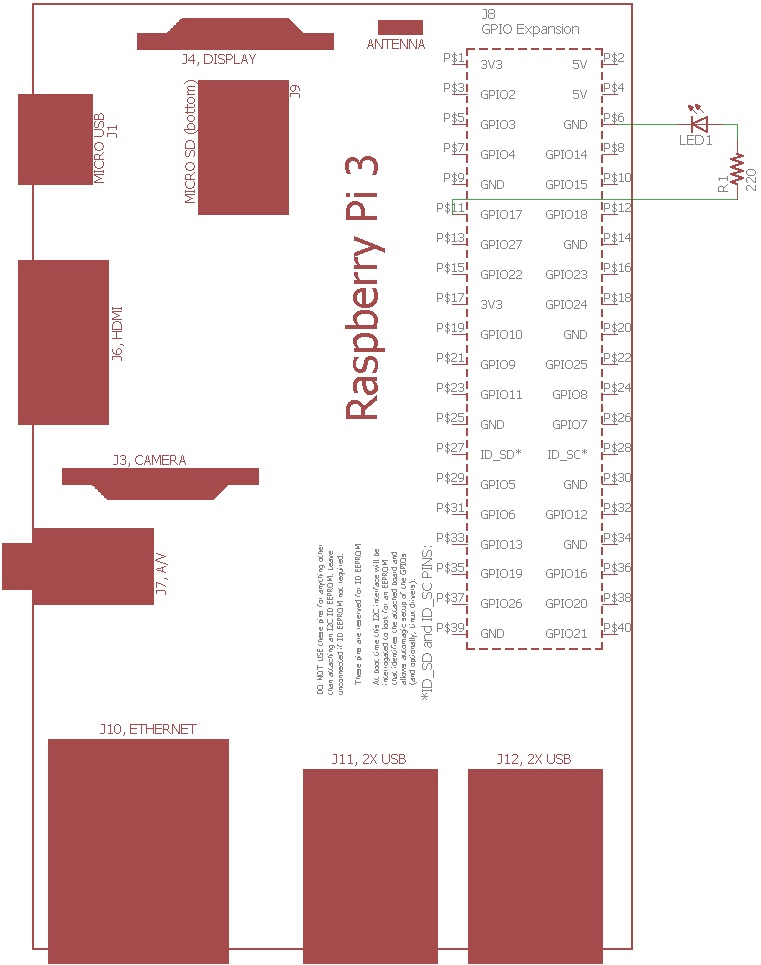 J8
GPIO Expansion
J4, DISPLAY
ANTENNA
MICRO USB
J1
MICRO SD (bottom)
J9
Raspberry Pi 3
J6, HDMI
J3, CAMERA
J7, A/V
P$1 3V3 5V P$2
P$3 GPIO2 5V P$4
P$5 GPIO3 GND P$6
P$7 GPIO4 GPIO14 P$8
P$9 GND GPIO15 P$10
P$11 GPIO17 GPIO18 P$12
P$13 GPIO27 GND P$14
P$15 GPIO22 GPIO23 P$16
P$17 3V3 GPIO24 P$18
P$19 GPIO10 GND P$20
P$21 GPIO9 GPIO25 P$22
P$23 GPIO11 GPIO8 P$24
P$25 GND GPIO7 P$26
P$27 ID_SD* ID_SC* P$28
P$29 GPIO5 GND P$30
P$31 GPIO6 GPIO12 P$32
P$33 GPIO13 GND P$34
P$35 GPIO19 GPIO16 P$36
P$37 GPIO26 GPIO20 P$38
P$39 GND GPIO21 P$40
LED1
R1
220
DO NOT USE these pins for anything other
than attaching an I2C ID EEPROM. Leave
unconnected if ID EEPROM not required.
These pins are reserved for ID EEPROM
At boot time this I2C interface will be
interrogated to look for an EEPROM
that identifies the attached board and
allows automagic setup of the GPIOs
(and optionally, Linux drivers).
*ID_SD and ID_SC PINS:
J10, ETHERNET
J11, 2X USB
J12, 2X USB